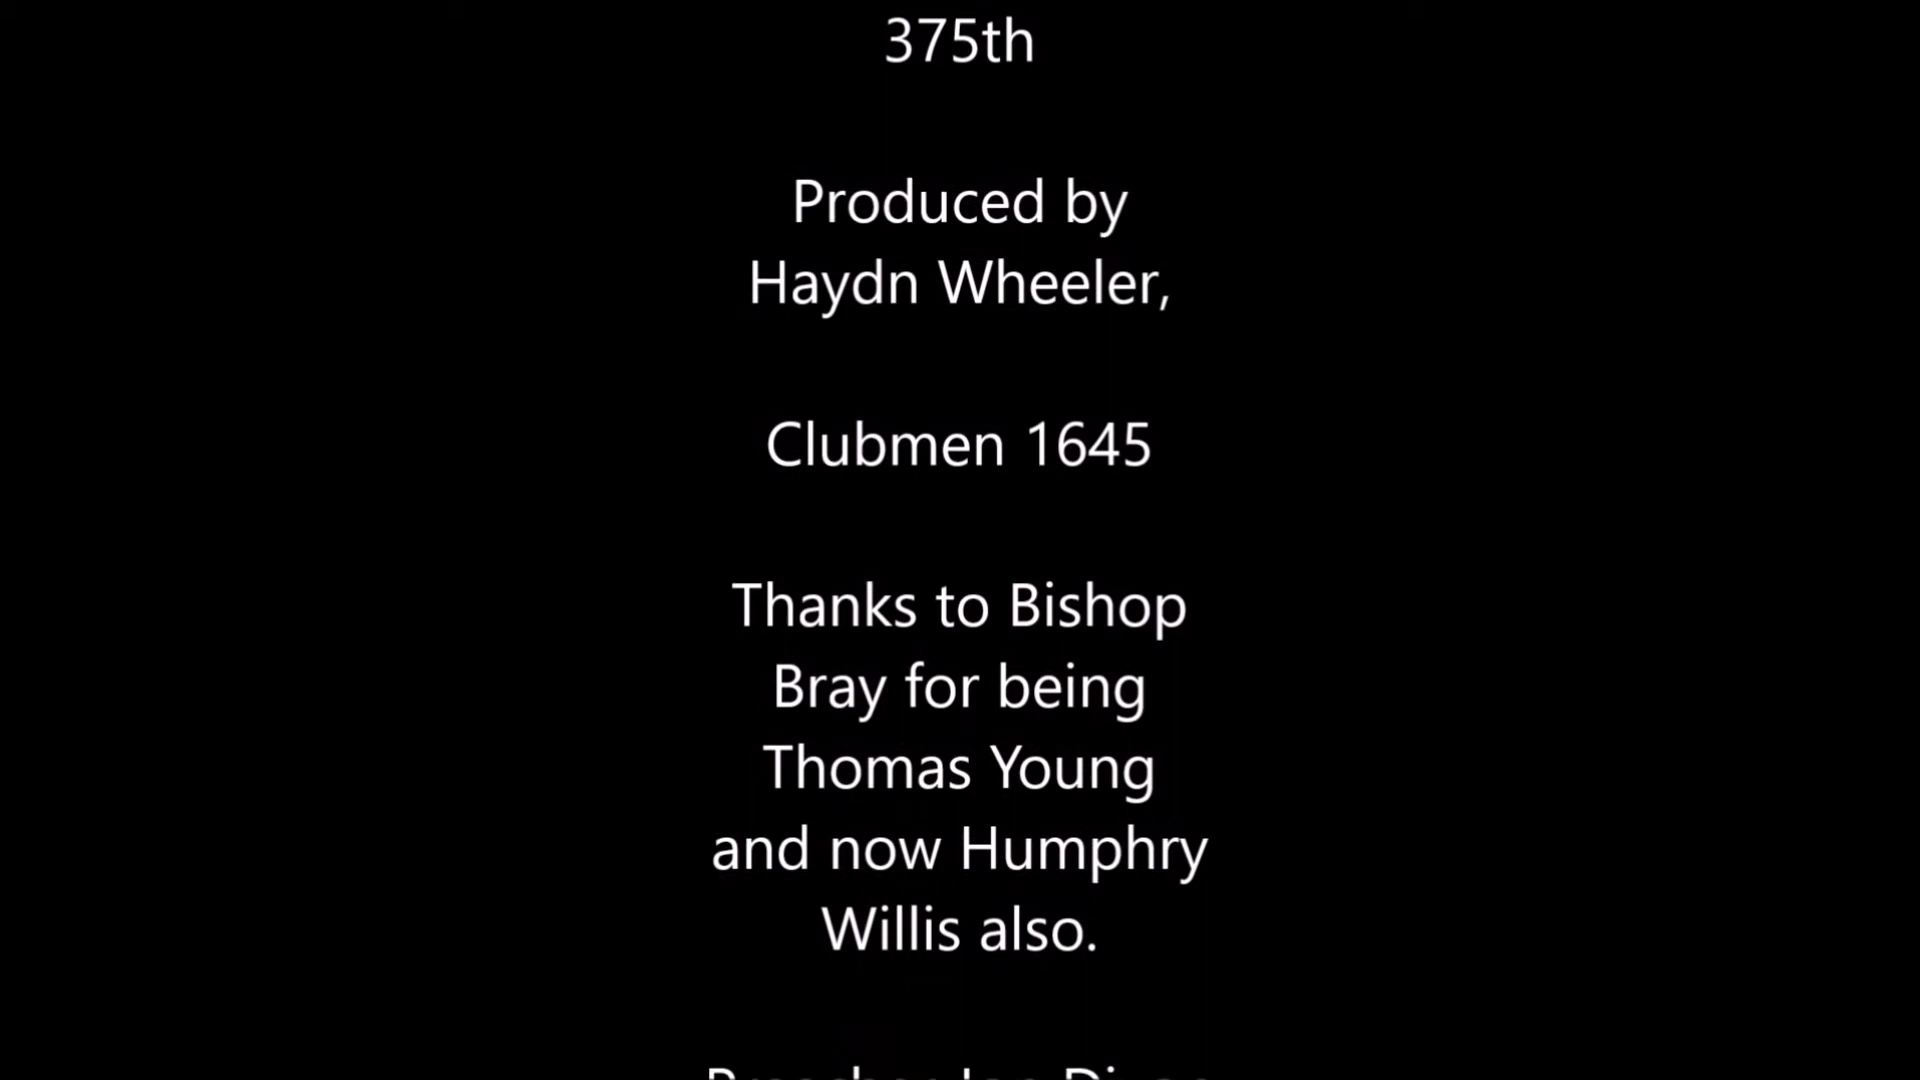 375th
Produced by
Haydn Wheeler,
Clubmen 1645
Thanks to Bishop
Bray for being
Thomas Young
and now Humphry
Willis also.